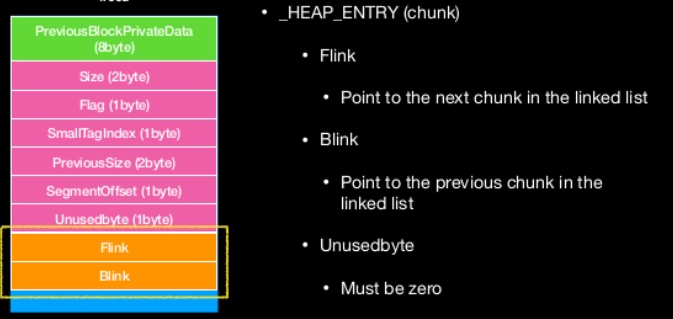 PreviousBlockPrivateData
(8byte)
Size (2byte)
Flag (1byte)
SmallTagIndex (1byte)
PreviousSize (2byte)
SegmentOffset (1byte)
Unusedbyte (1byte)
Flink
Blink
• _HEAP_ENTRY (chunk)
• Flink
• Point to the next chunk in the linked list
• Blink
• Point to the previous chunk in the
linked list
• Unusedbyte
• Must be zero